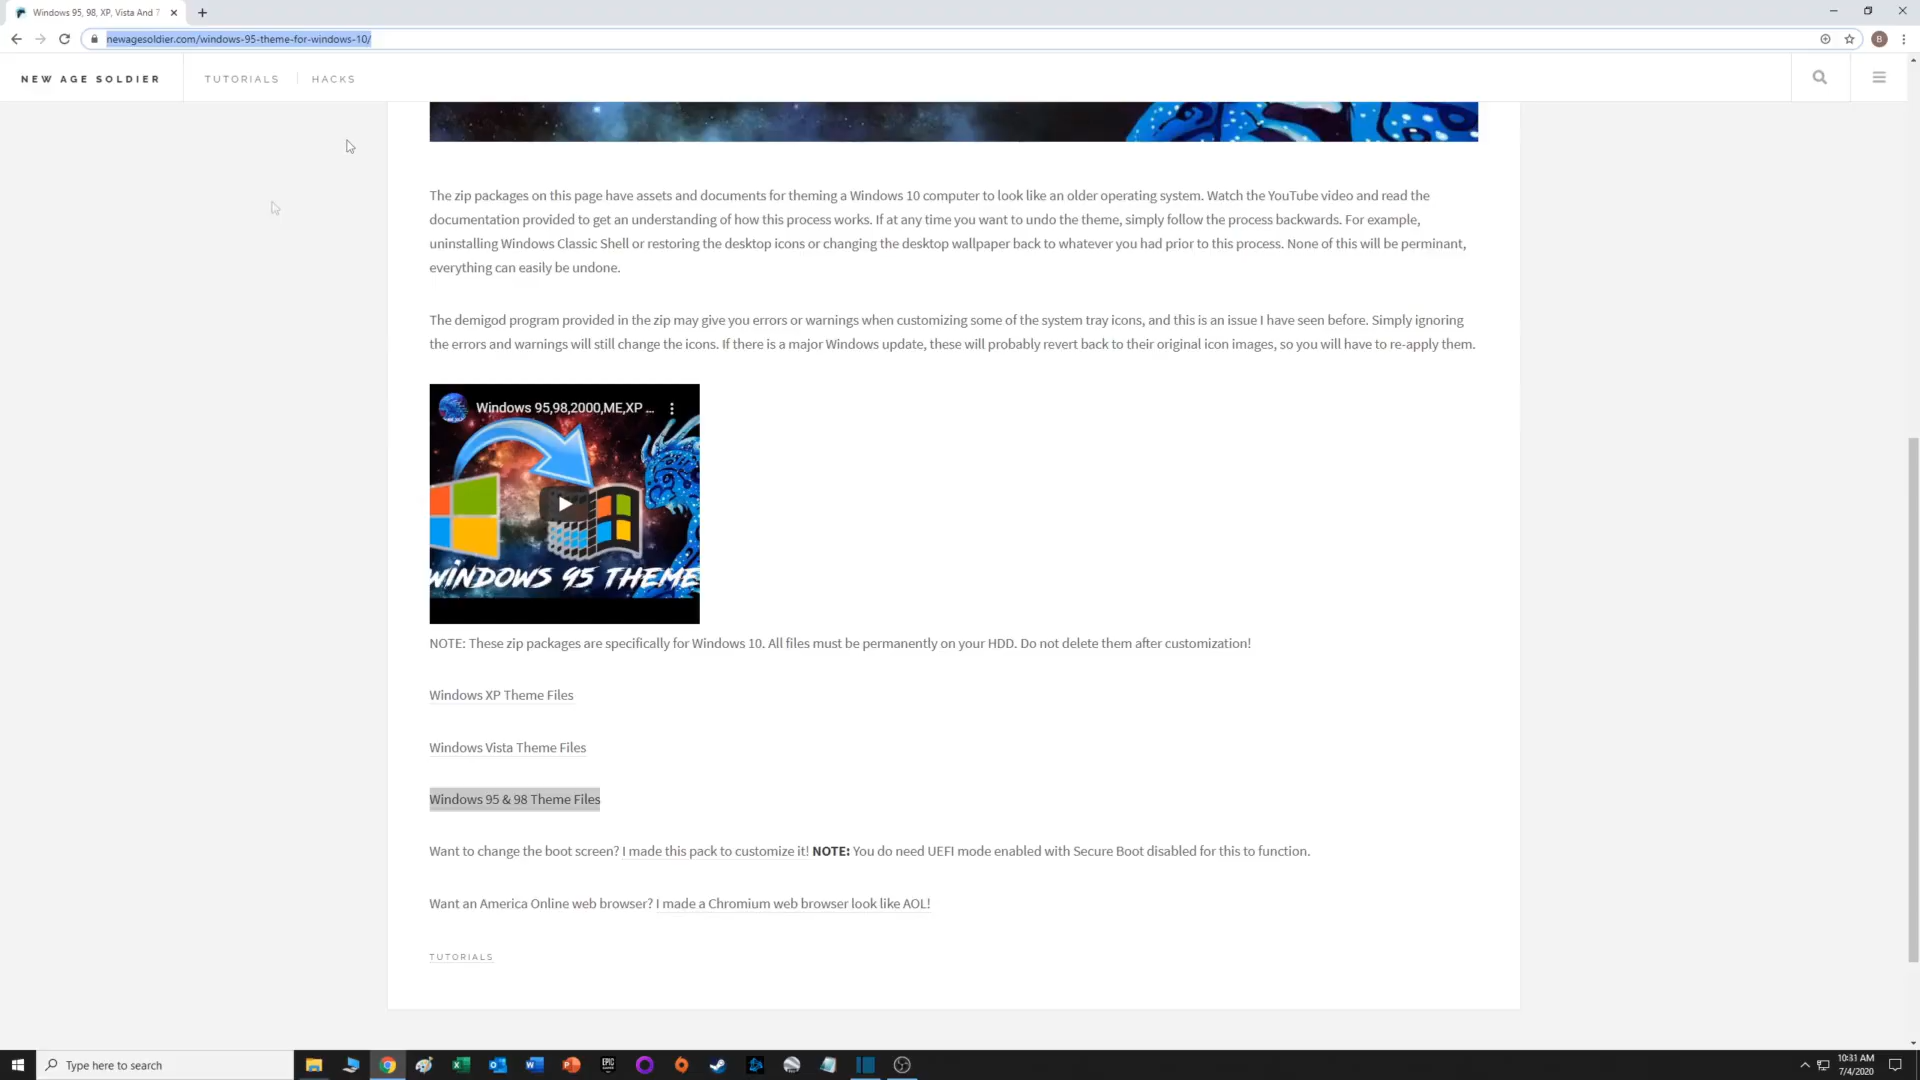 Windows 95, 98, XP, Vista And 7
newagesoldier.com/windows-95-theme-for-windows-10/
B
NEW AGE SOLDIER
TUTORIALS
HACKS
The zip packages on this page have assets and documents for theming a Windows 10 computer to look like an older operating system. Watch the YouTube video and read the
documentation provided to get an understanding of how this process works. If at any time you want to undo the theme, simply follow the process backwards. For example,
uninstalling Windows Classic Shell or restoring the desktop icons or changing the desktop wallpaper back to whatever you had prior to this process. None of this will be perminant,
everything can easily be undone.
The demigod program provided in the zip may give you errors or warnings when customizing some of the system tray icons, and this is an issue I have seen before. Simply ignoring
the errors and warnings will still change the icons. If there is a major Windows update, these will probably revert back to their original icon images, so you will have to re-apply them.
Windows 95,98,2000,ME,XP ...
WINDOWS 95 THEME
NOTE: These zip packages are specifically for Windows 10. All files must be permanently on your HDD. Do not delete them after customization!
Windows XP Theme Files
Windows Vista Theme Files
Windows 95 & 98 Theme Files
Want to change the boot screen? I made this pack to customize it! NOTE: You do need UEFI mode enabled with Secure Boot disabled for this to function.
Want an America Online web browser? I made a Chromium web browser look like AOL!
TUTORIALS
Type here to search
EPIC
10:31 AM
7/4/2020